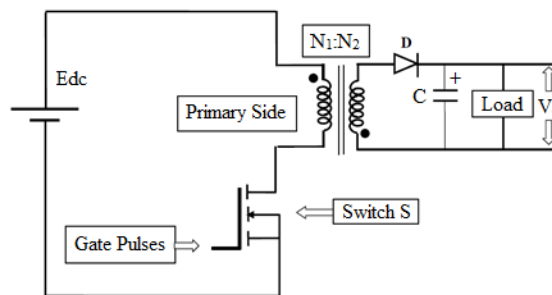 N₁:N₂
D
Edc
+
C
Load
V
Primary Side
Switch S
Gate Pulses